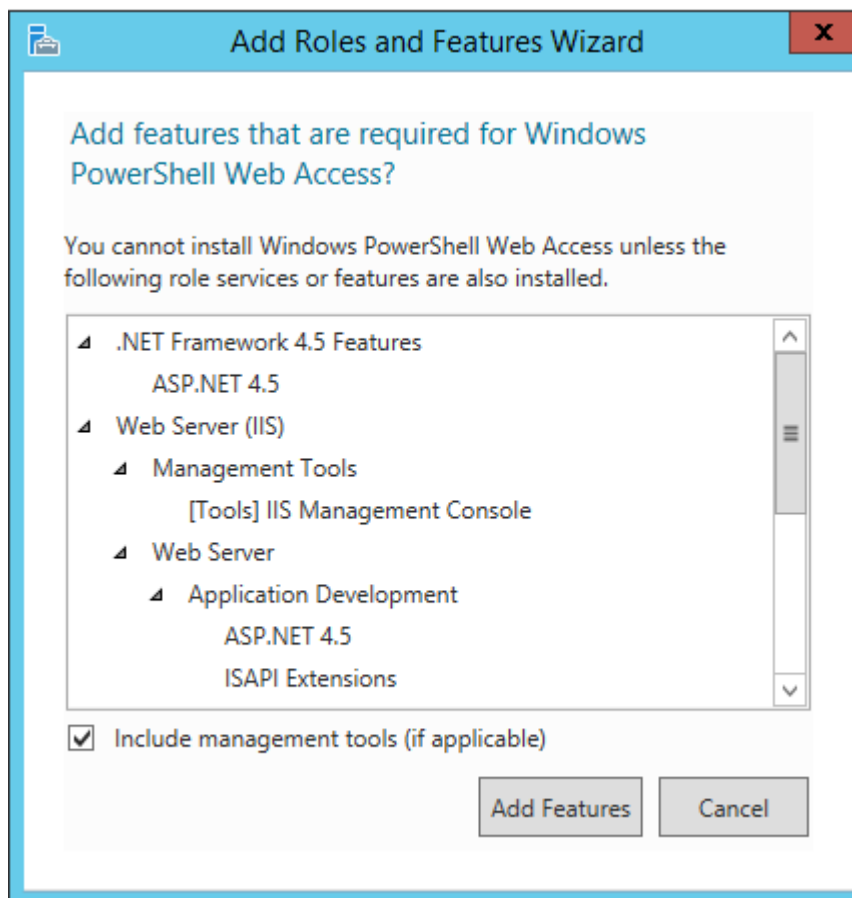 Add Roles and Features Wizard
x
Add features that are required for Windows
PowerShell Web Access?
You cannot install Windows PowerShell Web Access unless the
following role services or features are also installed.
.NET Framework 4.5 Features
ASP.NET 4.5
Web Server (IIS)
Management Tools
[Tools] IIS Management Console
Web Server
Application Development
ASP.NET 4.5
ISAPI Extensions
Include management tools (if applicable)
Add Features Cancel